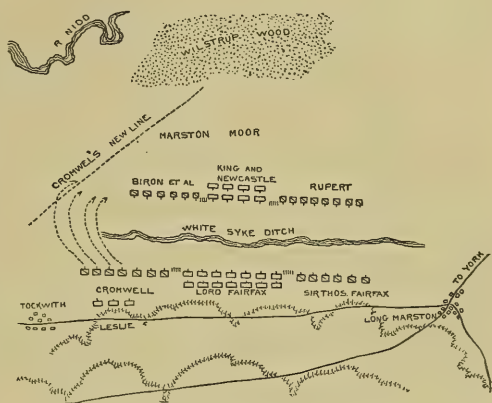 R NIDD
WILSTRUP WOOD
CROMWEL'S NEW LINE
MARSTON MOOR
KING AND
NEWCASTLE
BIRON ET AL
RUPERT
WHITE SYKE DITCH
CROMWELL
LORD FAIRFAX
SIR THOS. FAIRFAX
TO YORK
TOCKWITH
LESLIE
LONG MARSTON